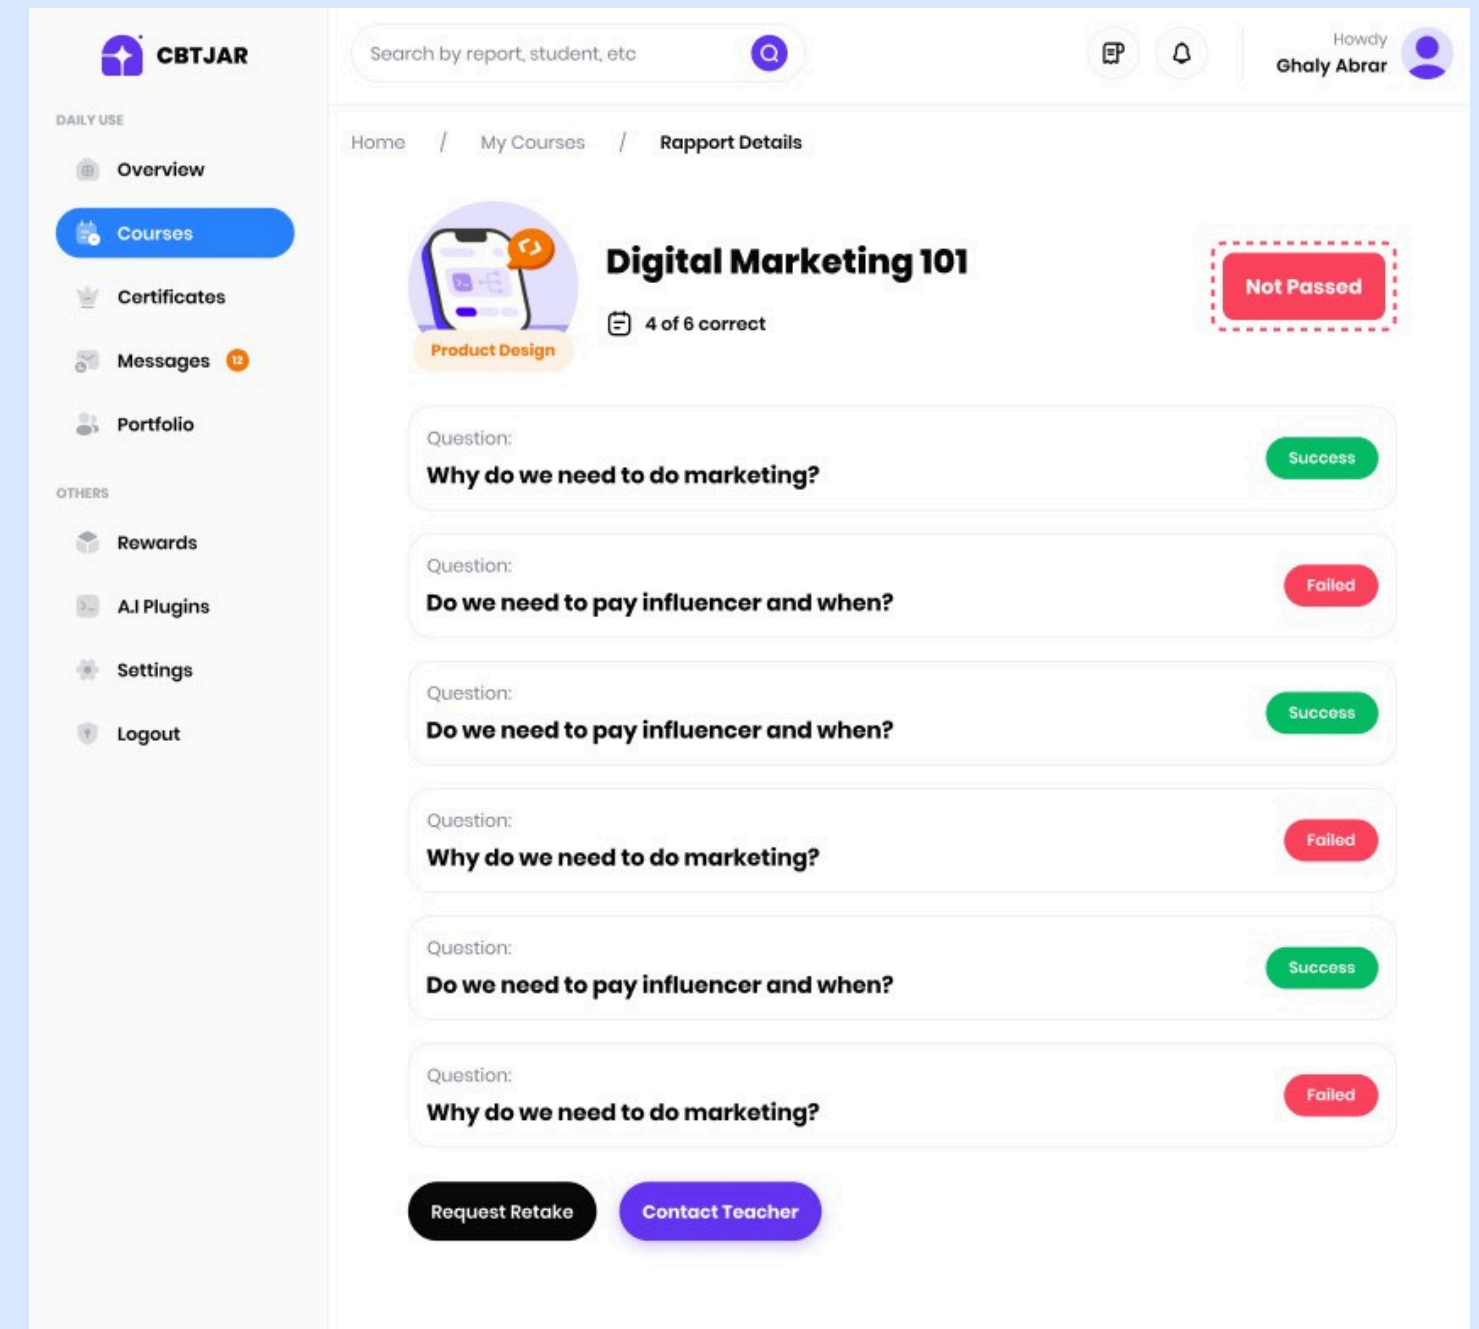 CBTJAR
Search by report, student, etc
Howdy
Ghaly Abrar
DAILY USE
Overview
Courses
Certificates
Messages 12
Portfolio
OTHERS
Rewards
A.I Plugins
Settings
Logout
Home / My Courses / Rapport Details
Product Design
Digital Marketing 101
4 of 6 correct
Not Passed
Question:
Why do we need to do marketing?
Success
Question:
Do we need to pay influencer and when?
Failed
Question:
Do we need to pay influencer and when?
Success
Question:
Why do we need to do marketing?
Failed
Question:
Do we need to pay influencer and when?
Success
Question:
Why do we need to do marketing?
Failed
Request Retake
Contact Teacher